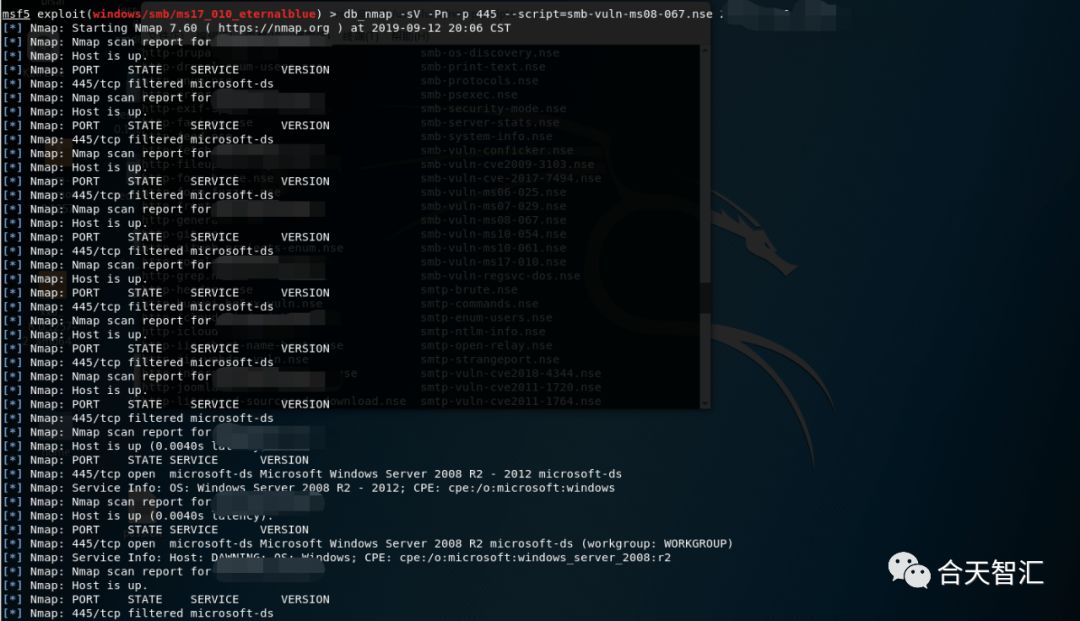 msf5 exploit(windows/smb/ms17_010_eternalblue) > db_nmap -sV -Pn -p 445 --script=smb-vuln-ms08-067.nse
[*] Nmap: Starting Nmap 7.60 ( https://nmap.org ) at 2019-09-12 20:06 CST
[*] Nmap: Nmap scan report for
[*] Nmap: Host is up.
[*] Nmap: PORT STATE SERVICE VERSION
[*] Nmap: 445/tcp filtered microsoft-ds
[*] Nmap: Nmap scan report for
[*] Nmap: Host is up.
[*] Nmap: PORT STATE SERVICE VERSION
[*] Nmap: 445/tcp filtered microsoft-ds
[*] Nmap: Nmap scan report for
[*] Nmap: Host is up.
[*] Nmap: PORT STATE SERVICE VERSION
[*] Nmap: 445/tcp filtered microsoft-ds
[*] Nmap: Nmap scan report for
[*] Nmap: Host is up.
[*] Nmap: PORT STATE SERVICE VERSION
[*] Nmap: 445/tcp filtered microsoft-ds
[*] Nmap: Nmap scan report for
[*] Nmap: Host is up.
[*] Nmap: PORT STATE SERVICE VERSION
[*] Nmap: 445/tcp filtered microsoft-ds
[*] Nmap: Nmap scan report for
[*] Nmap: Host is up.
[*] Nmap: PORT STATE SERVICE VERSION
[*] Nmap: 445/tcp filtered microsoft-ds
[*] Nmap: Nmap scan report for
[*] Nmap: Host is up.
[*] Nmap: PORT STATE SERVICE VERSION
[*] Nmap: 445/tcp filtered microsoft-ds
[*] Nmap: Nmap scan report for
[*] Nmap: Host is up (0.0040s latency).
[*] Nmap: PORT STATE SERVICE VERSION
[*] Nmap: 445/tcp open microsoft-ds Microsoft Windows Server 2008 R2 - 2012 microsoft-ds
[*] Nmap: Service Info: OS: Windows Server 2008 R2 - 2012; CPE: cpe:/o:microsoft:windows
[*] Nmap: Nmap scan report for
[*] Nmap: Host is up (0.0040s latency).
[*] Nmap: PORT STATE SERVICE VERSION
[*] Nmap: 445/tcp open microsoft-ds Microsoft Windows Server 2008 R2 microsoft-ds (workgroup: WORKGROUP)
[*] Nmap: Service Info: Host: DAWNING; OS: Windows; CPE: cpe:/o:microsoft:windows_server_2008:r2
[*] Nmap: Nmap scan report for
[*] Nmap: Host is up.
[*] Nmap: PORT STATE SERVICE VERSION
[*] Nmap: 445/tcp filtered microsoft-ds
smb-os-discovery.nse
smb-print-text.nse
smb-protocols.nse
smb-psexec.nse
smb-security-mode.nse
smb-server-stats.nse
smb-system-info.nse
smb-vuln-conficker.nse
smb-vuln-cve2009-3103.nse
smb-vuln-cve-2017-7494.nse
smb-vuln-ms06-025.nse
smb-vuln-ms07-029.nse
smb-vuln-ms08-067.nse
smb-vuln-ms10-054.nse
smb-vuln-ms10-061.nse
smb-vuln-ms17-010.nse
smb-vuln-regsvc-dos.nse
smtp-brute.nse
smtp-commands.nse
smtp-enum-users.nse
smtp-ntlm-info.nse
smtp-open-relay.nse
smtp-strangeport.nse
smtp-vuln-cve2010-4344.nse
smtp-vuln-cve2011-1720.nse
smtp-vuln-cve2011-1764.nse
合天智汇